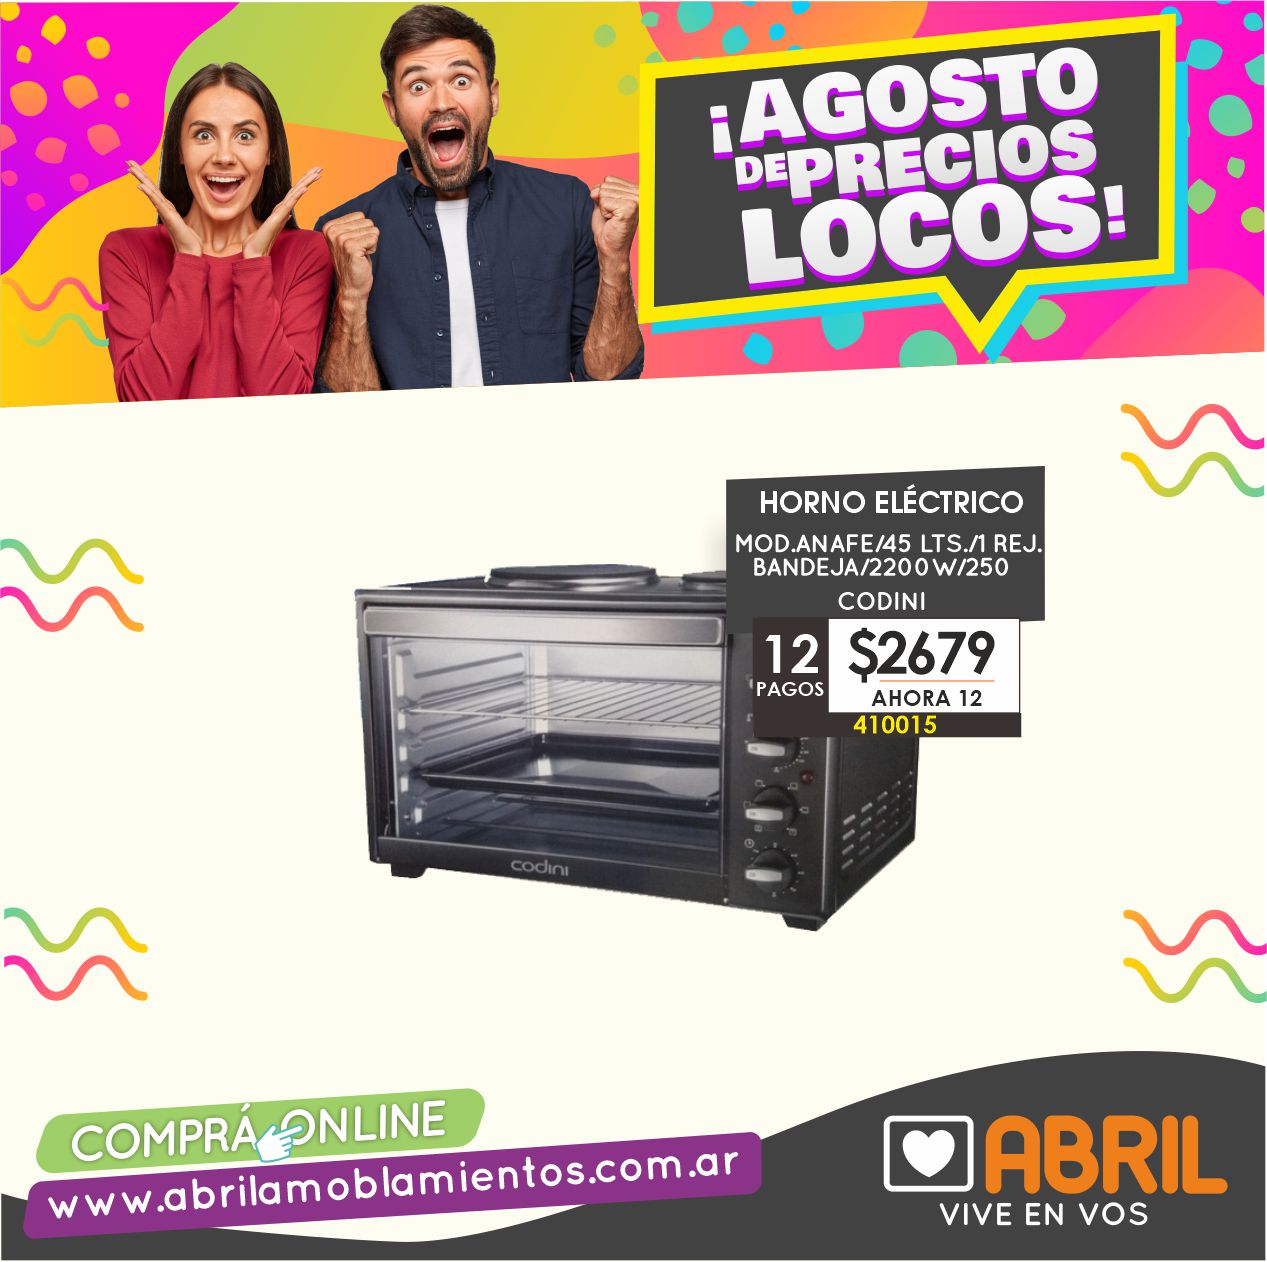 ¡AGOSTO
DE PRECIOS
LOCOS!
HORNO ELÉCTRICO
MOD.ANAFE/45 LTS./1 REJ.
BANDEJA/2200W/250
CODINI
12
PAGOS
$2679
AHORA 12
410015
codini
COMPRÁ ONLINE
www.abrilamoblamientos.com.ar
ABRIL
VIVE EN VOS